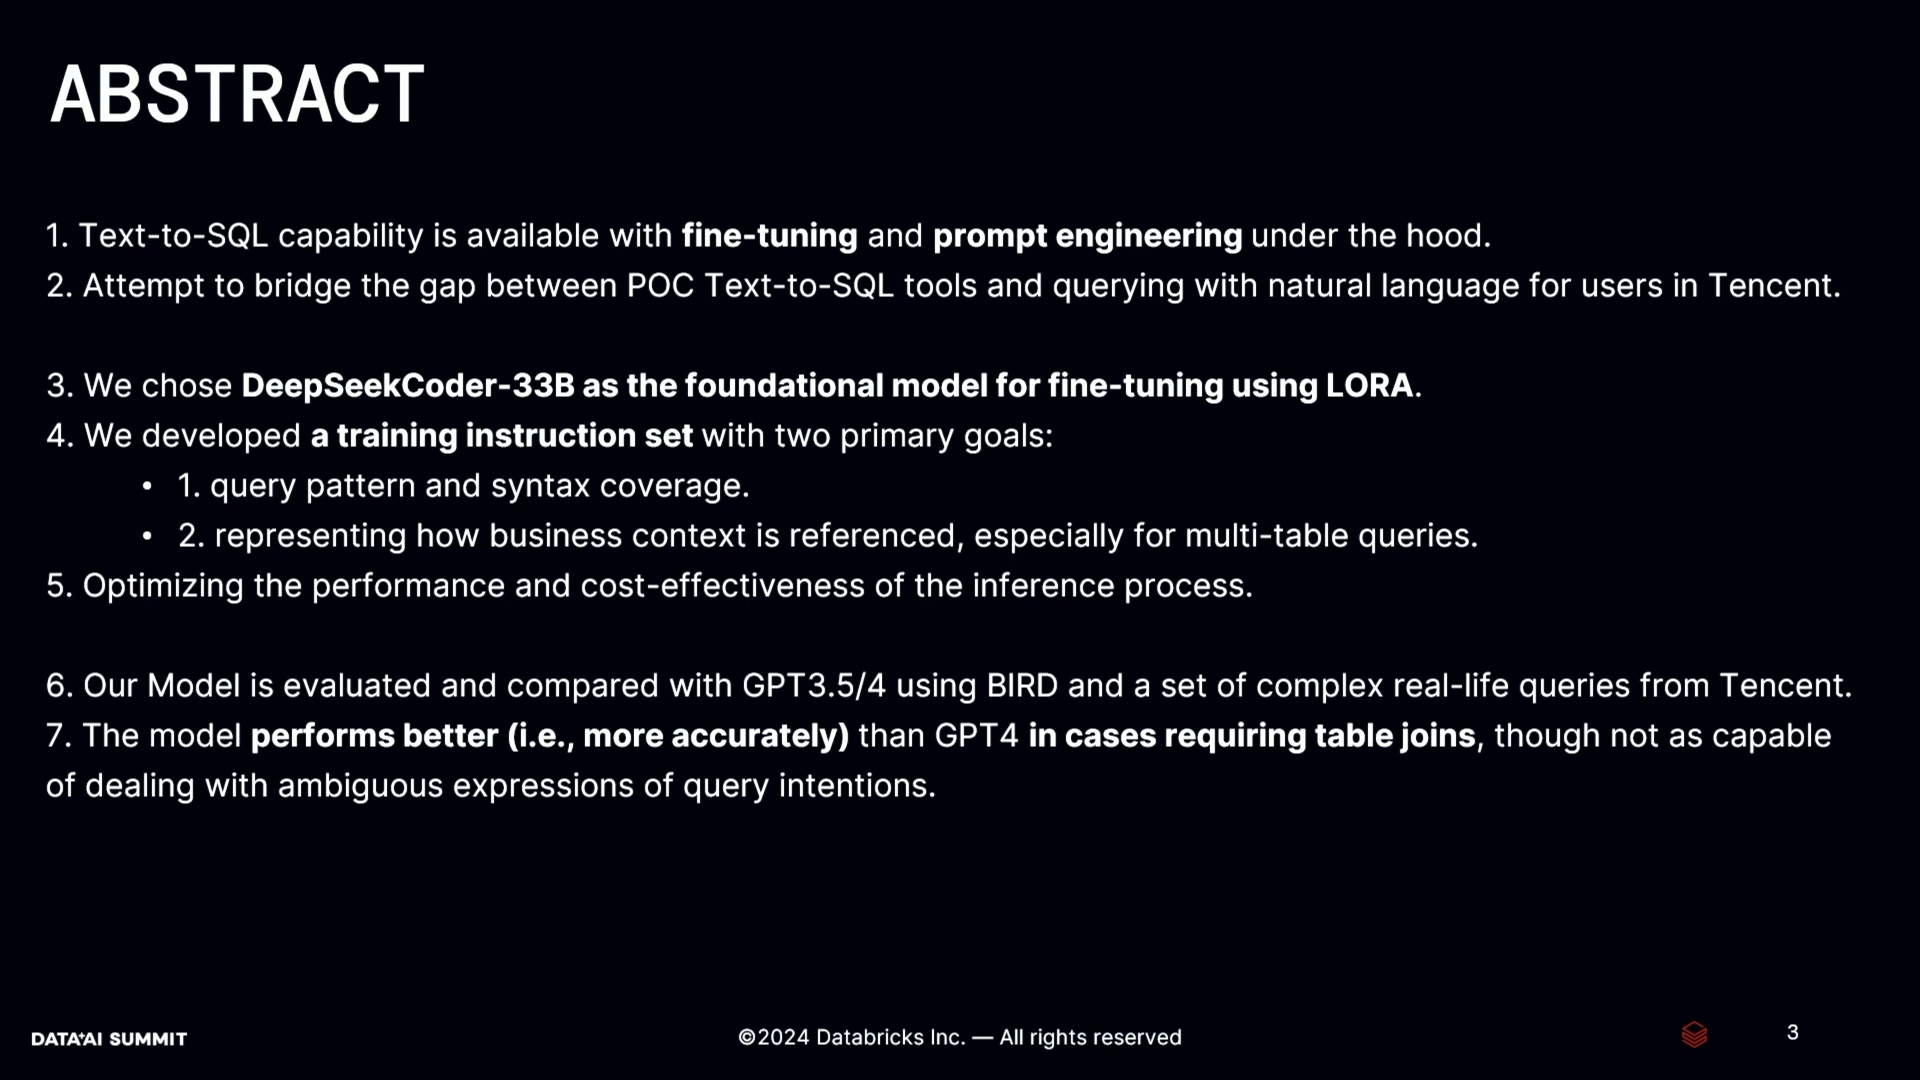 ABSTRACT
1. Text-to-SQL capability is available with fine-tuning and prompt engineering under the hood.
2. Attempt to bridge the gap between POC Text-to-SQL tools and querying with natural language for users in Tencent.
3. We chose DeepSeekCoder-33B as the foundational model for fine-tuning using LORA.
4. We developed a training instruction set with two primary goals:
• 1. query pattern and syntax coverage.
• 2. representing how business context is referenced, especially for multi-table queries.
5. Optimizing the performance and cost-effectiveness of the inference process.
6. Our Model is evaluated and compared with GPT3.5/4 using BIRD and a set of complex real-life queries from Tencent.
7. The model performs better (i.e., more accurately) than GPT4 in cases requiring table joins, though not as capable
of dealing with ambiguous expressions of query intentions.
DATA+AI SUMMIT
©2024 Databricks Inc. — All rights reserved
3